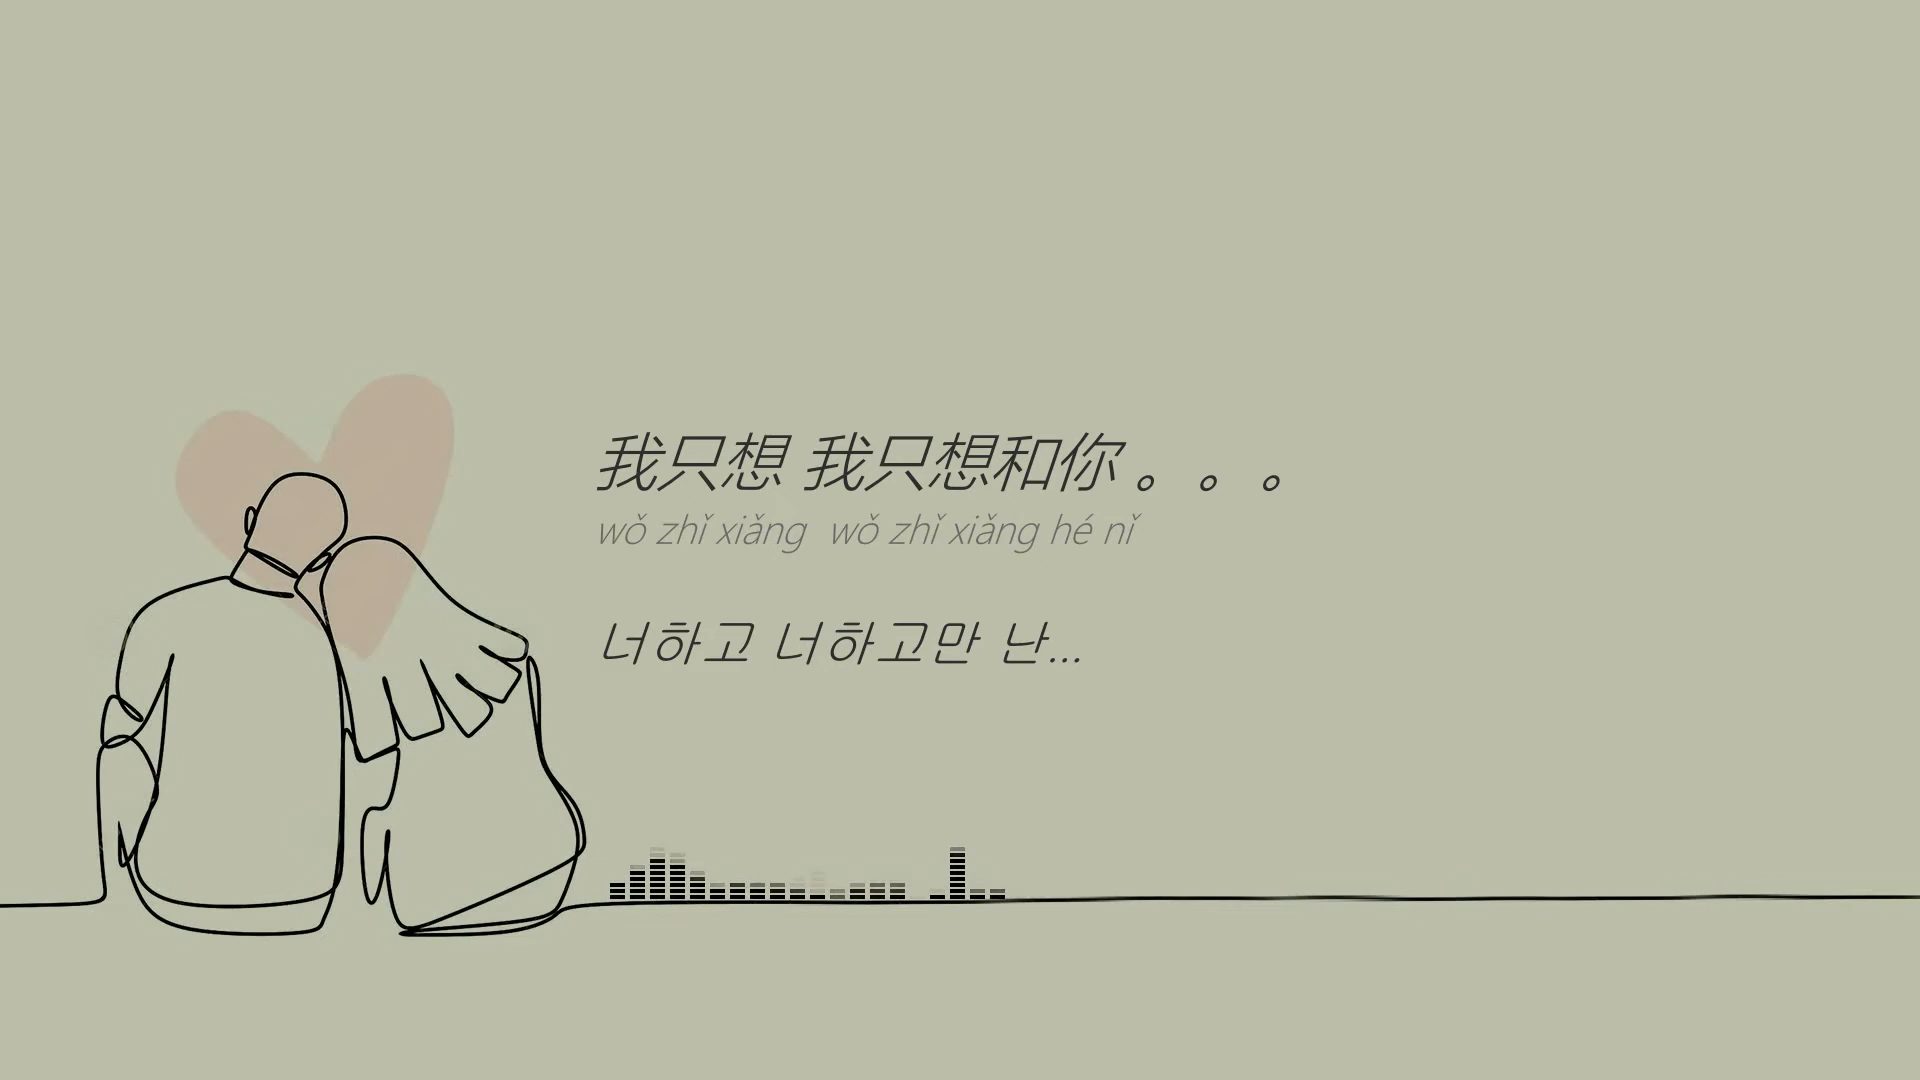 我只想 我只想和你。。。
wǒ zhǐ xiǎng  wǒ zhǐ xiǎng hé nǐ
너하고 너하고만 난...